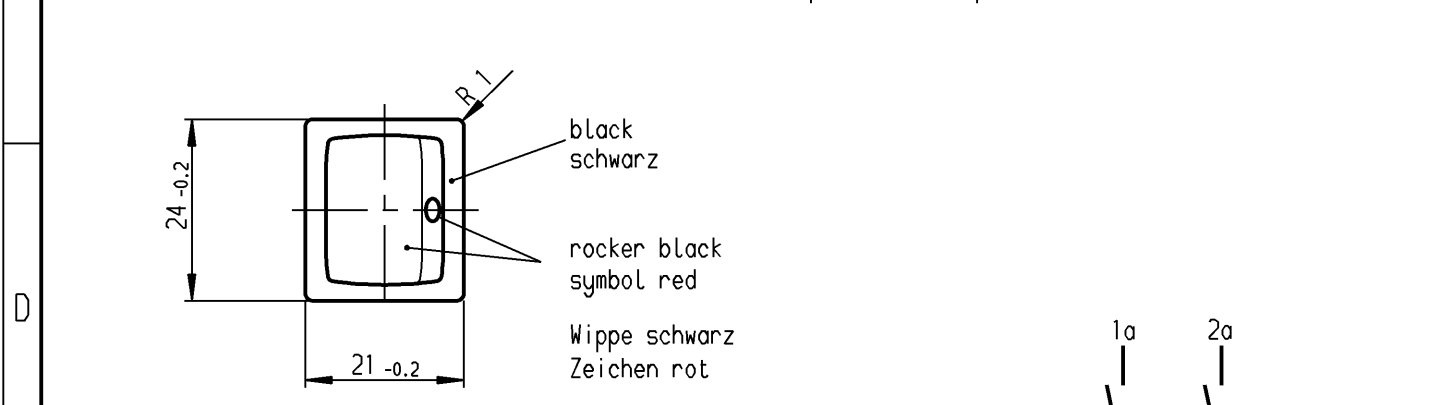 R 1
black
schwarz
24 -0.2
rocker black
symbol red
D
Wippe schwarz
Zeichen rot
21 -0.2
1a 2a